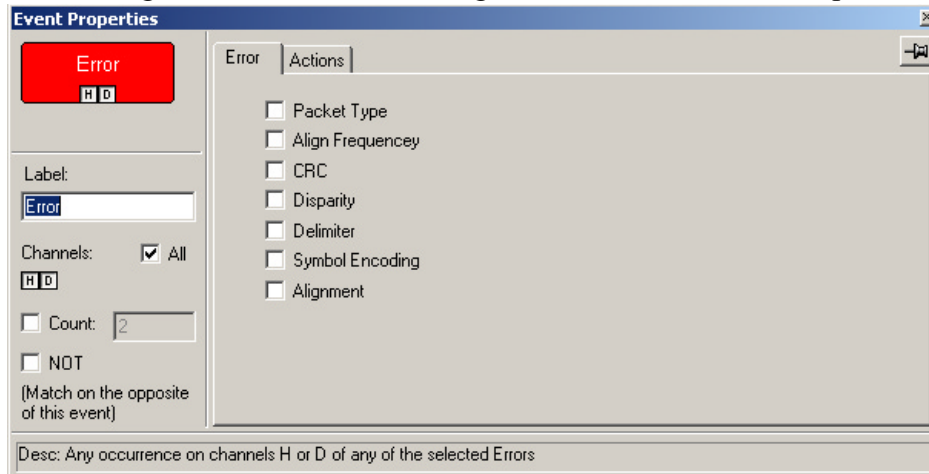 Event Properties
Error
H D
Label:
Error
Channels: All
H D
Count: 2
NOT
(Match on the opposite
of this event)
Error Actions
Packet Type
Align Frequencey
CRC
Disparity
Delimiter
Symbol Encoding
Alignment
Desc: Any occurrence on channels H or D of any of the selected Errors